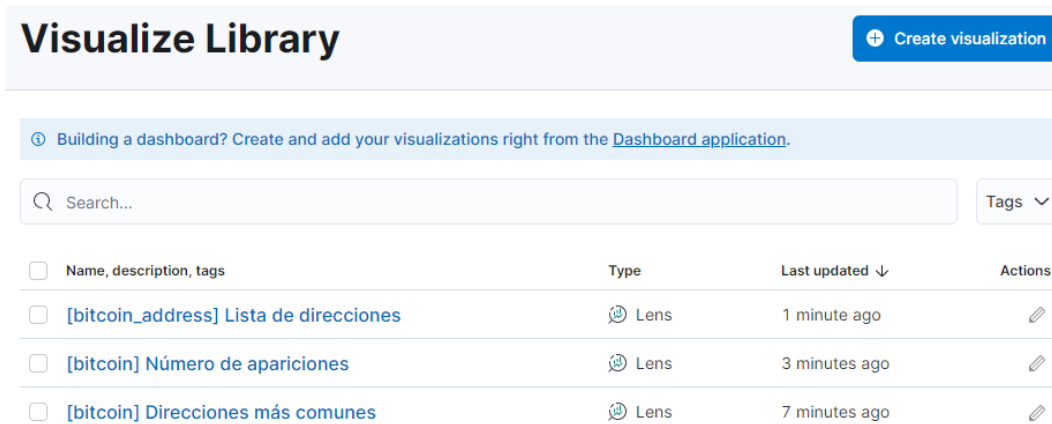 Visualize Library
Create visualization
Building a dashboard? Create and add your visualizations right from the Dashboard application.
Search...
Tags
Name, description, tags Type Last updated Actions
[bitcoin_address] Lista de direcciones Lens 1 minute ago
[bitcoin] Número de apariciones Lens 3 minutes ago
[bitcoin] Direcciones más comunes Lens 7 minutes ago